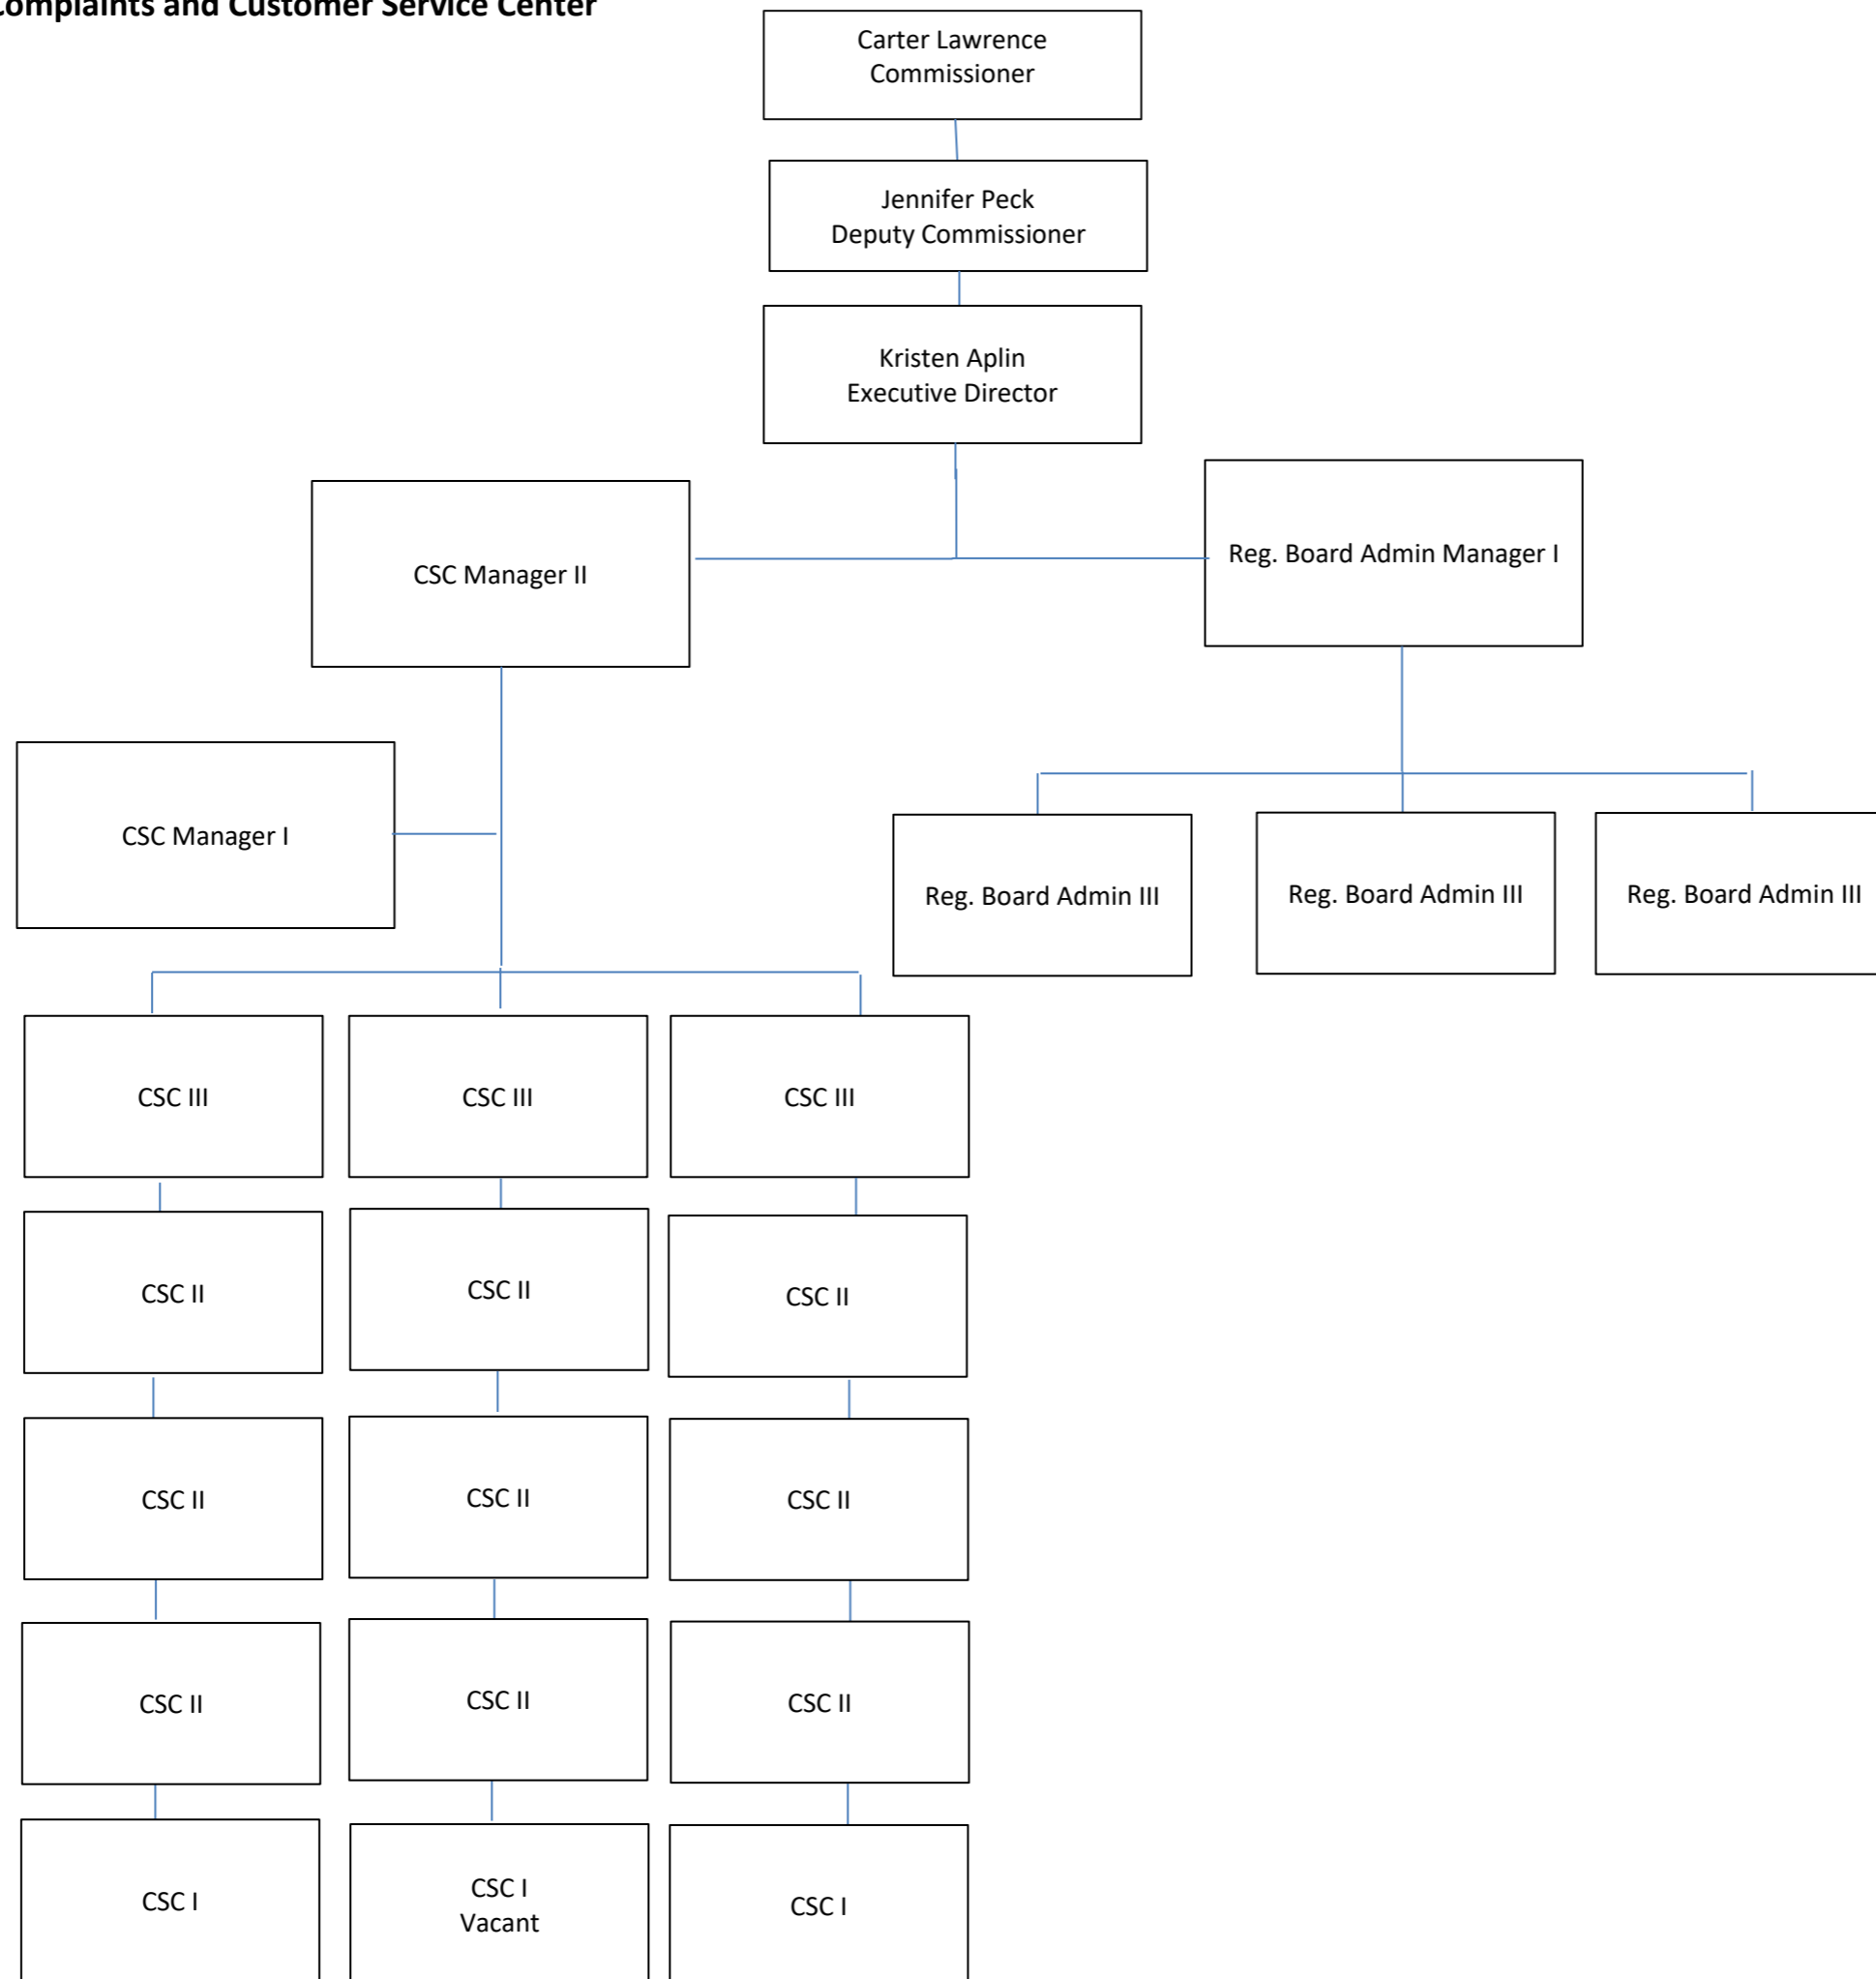 Complaints and Customer Service Center
Carter Lawrence
Commissioner
Jennifer Peck
Deputy Commissioner
Kristen Aplin
Executive Director
CSC Manager II
Reg. Board Admin Manager I
CSC Manager I
Reg. Board Admin III
Reg. Board Admin III
Reg. Board Admin III
CSC III
CSC III
CSC III
CSC II
CSC II
CSC II
CSC II
CSC II
CSC II
CSC II
CSC II
CSC II
CSC I
CSC I
Vacant
CSC I